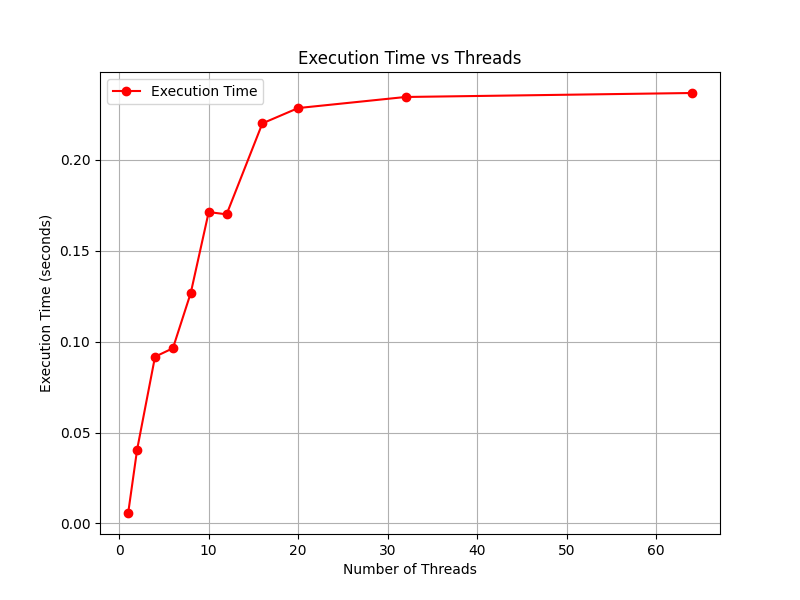 Execution Time vs Threads
Execution Time
0.20
0.15
0.10
0.05
0.00
Execution Time (seconds)
0 10 20 30 40 50 60
Number of Threads